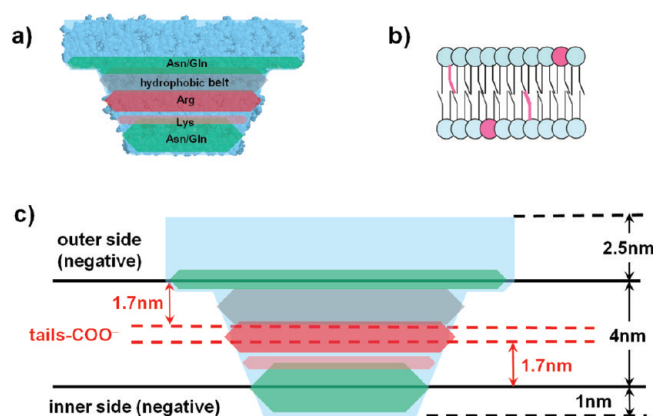 a)
Asn/Gln
hydrophobic belt
Arg
Lys
Asn/Gln
b)
c)
outer side
(negative)
2.5nm
1.7nm
tails-COO⁻
4nm
1.7nm
inner side (negative)
1nm